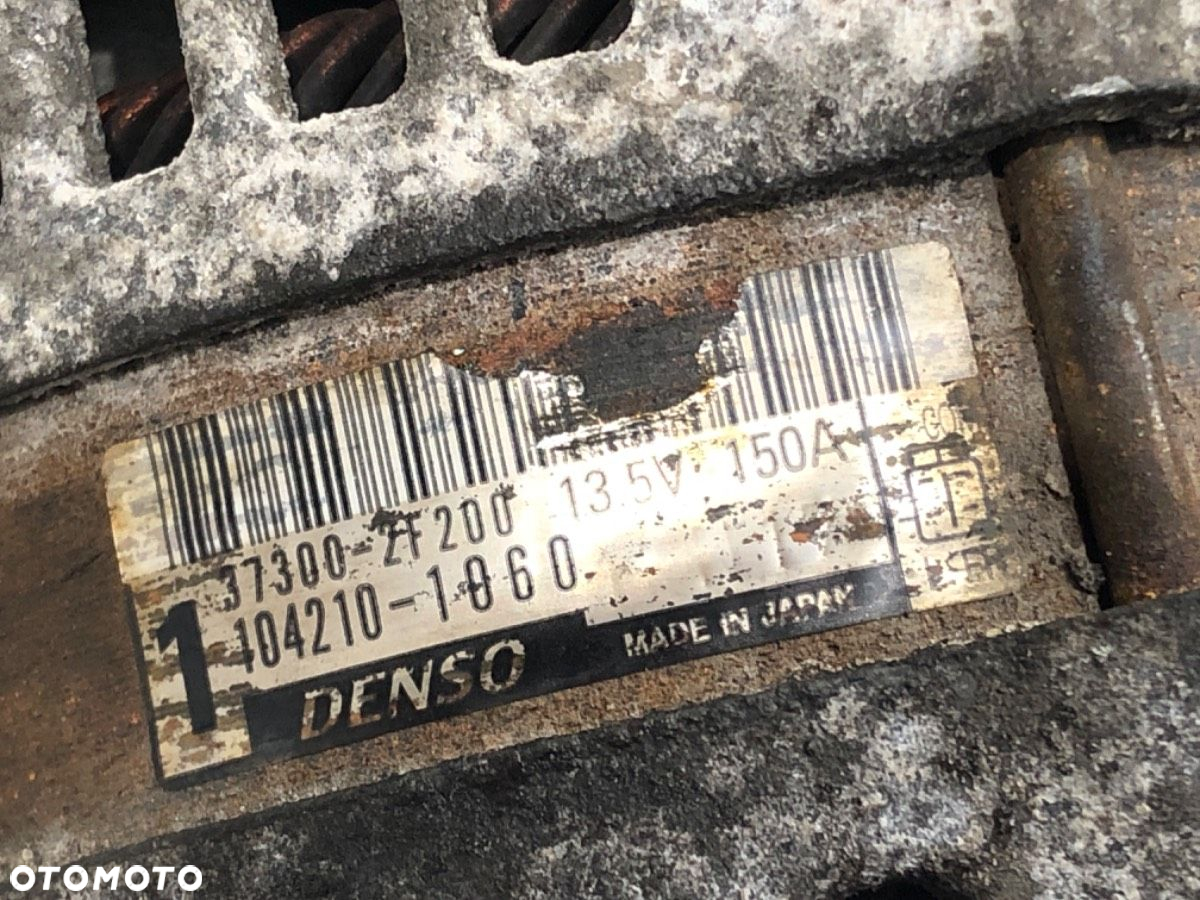 37300-2F200 13.5V 150A
104210-1060
1
DENSO MADE IN JAPAN
OTOMOTO